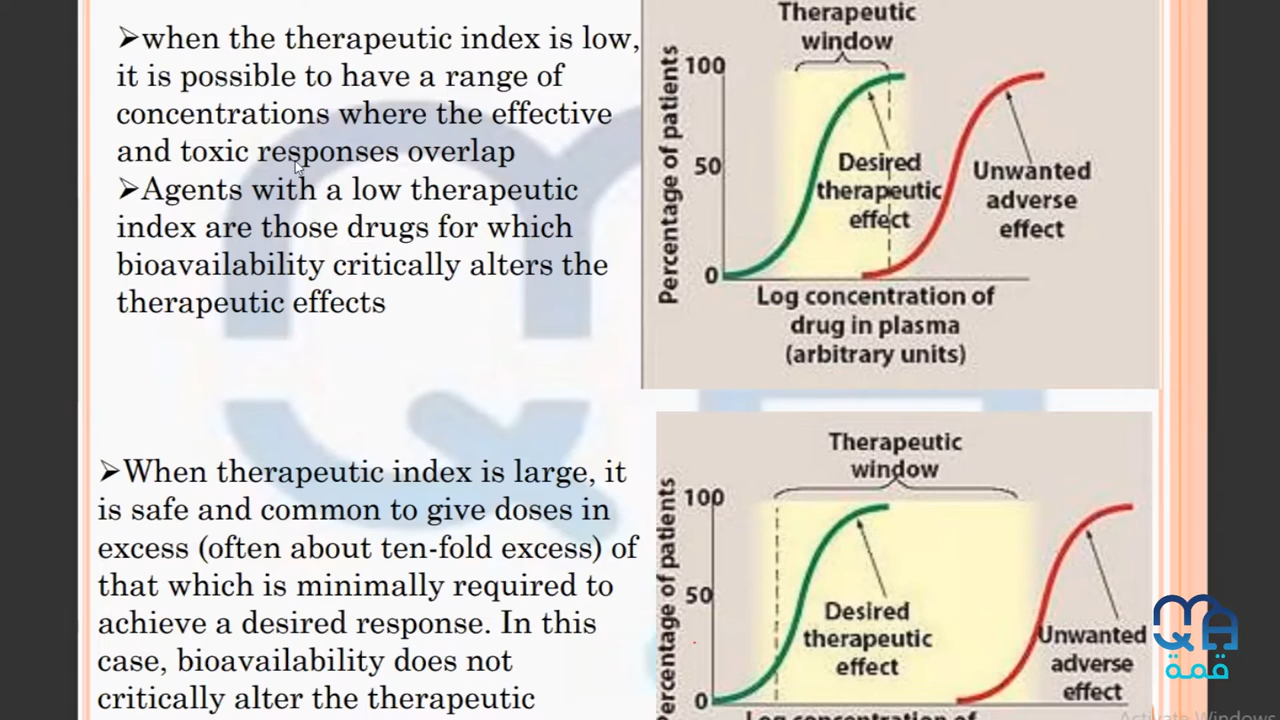 ➢when the therapeutic index is low,
it is possible to have a range of
concentrations where the effective
and toxic responses overlap
➢Agents with a low therapeutic
index are those drugs for which
bioavailability critically alters the
therapeutic effects
Therapeutic
window
Percentage of patients
100
50
0
Desired
therapeutic
effect
Unwanted
adverse
effect
Log concentration of
drug in plasma
(arbitrary units)
➢When therapeutic index is large, it
is safe and common to give doses in
excess (often about ten-fold excess) of
that which is minimally required to
achieve a desired response. In this
case, bioavailability does not
critically alter the therapeutic
Therapeutic
window
Percentage of patients
100
50
0
Desired
therapeutic
effect
Unwanted
adverse
effect
Log concentration of
قمة
Activate Windows